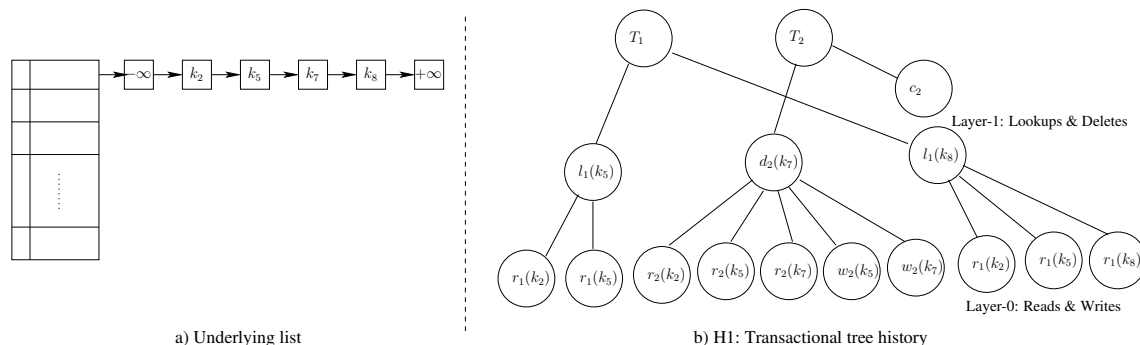 −∞ k₂ k₅ k₇ k₈ +∞
a) Underlying list
T₁ T₂
c₂
Layer-1: Lookups & Deletes
l₁(k₅) d₂(k₇) l₁(k₈)
r₁(k₂) r₁(k₅) r₂(k₂) r₂(k₅) r₂(k₇) w₂(k₅) w₂(k₇) r₁(k₂) r₁(k₅) r₁(k₈)
Layer-0: Reads & Writes
b) H1: Transactional tree history